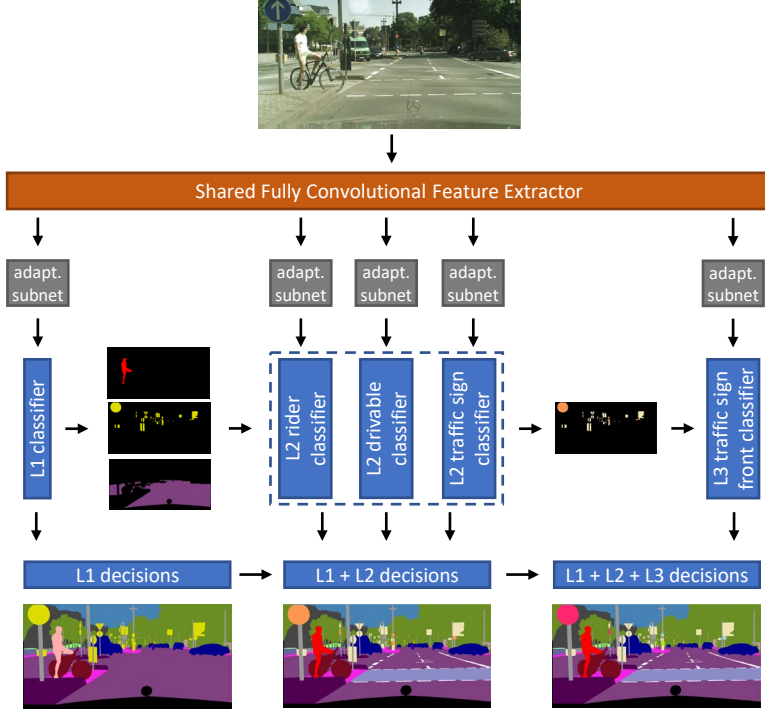 Shared Fully Convolutional Feature Extractor
adapt.
subnet
adapt.
subnet
adapt.
subnet
adapt.
subnet
adapt.
subnet
L1 classifier
L2 rider
classifier
L2 drivable
classifier
L2 traffic sign
classifier
L3 traffic sign
front classifier
L1 decisions
L1 + L2 decisions
L1 + L2 + L3 decisions